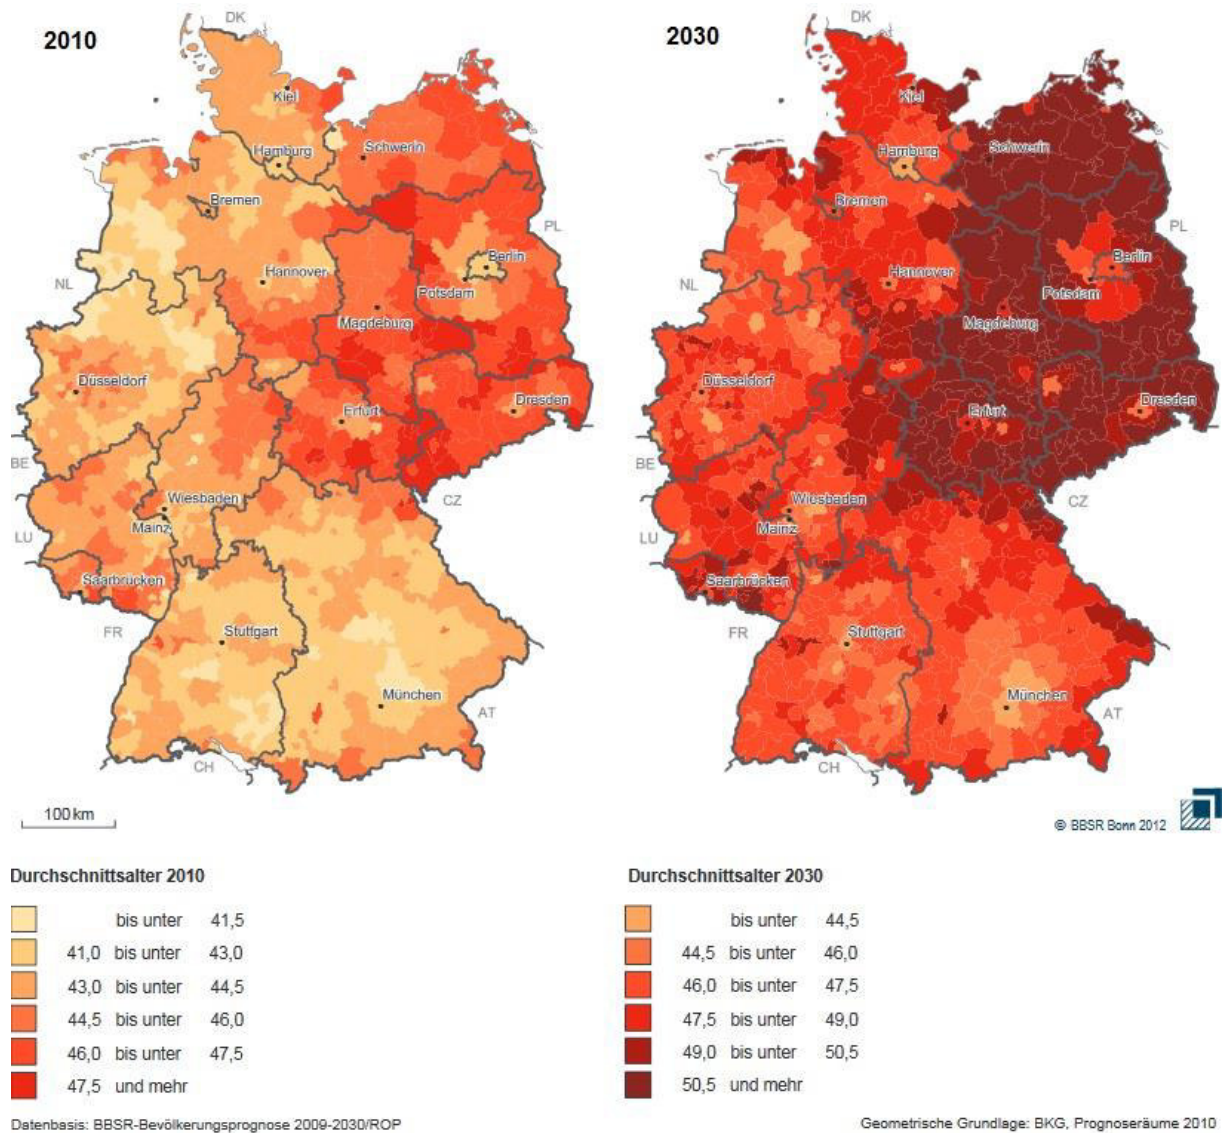 2010
DK
Kiel
Hamburg
Schwerin
Bremen
PL
Berlin
Hannover
NL
Potsdam
Magdeburg
Düsseldorf
Erfurt
Dresden
BE
Wiesbaden
CZ
Mainz
LU
Saarbrücken
FR
Stuttgart
München
AT
CH
100 km
2030
DK
Kiel
Hamburg
Schwerin
Bremen
PL
Berlin
Hannover
NL
Potsdam
Magdeburg
Düsseldorf
Erfurt
Dresden
BE
Wiesbaden
CZ
Mainz
LU
Saarbrücken
FR
Stuttgart
München
AT
CH
© BBSR Bonn 2012
Durchschnittsalter 2010
bis unter 41,5
41,0 bis unter 43,0
43,0 bis unter 44,5
44,5 bis unter 46,0
46,0 bis unter 47,5
47,5 und mehr
Durchschnittsalter 2030
bis unter 44,5
44,5 bis unter 46,0
46,0 bis unter 47,5
47,5 bis unter 49,0
49,0 bis unter 50,5
50,5 und mehr
Datenbasis: BBSR-Bevölkerungsprognose 2009-2030/ROP
Geometrische Grundlage: BKG, Prognoseräume 2010